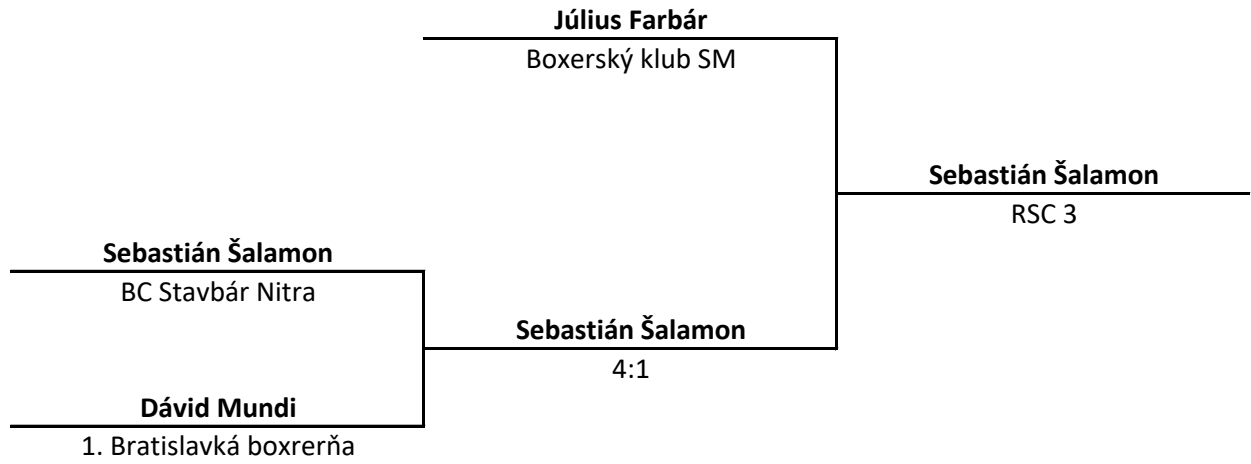 Július Farbár
Boxerský klub SM
Sebastián Šalamon
RSC 3
Sebastián Šalamon
BC Stavbár Nitra
Sebastián Šalamon
4:1
Dávid Mundi
1. Bratislavká boxrerňa